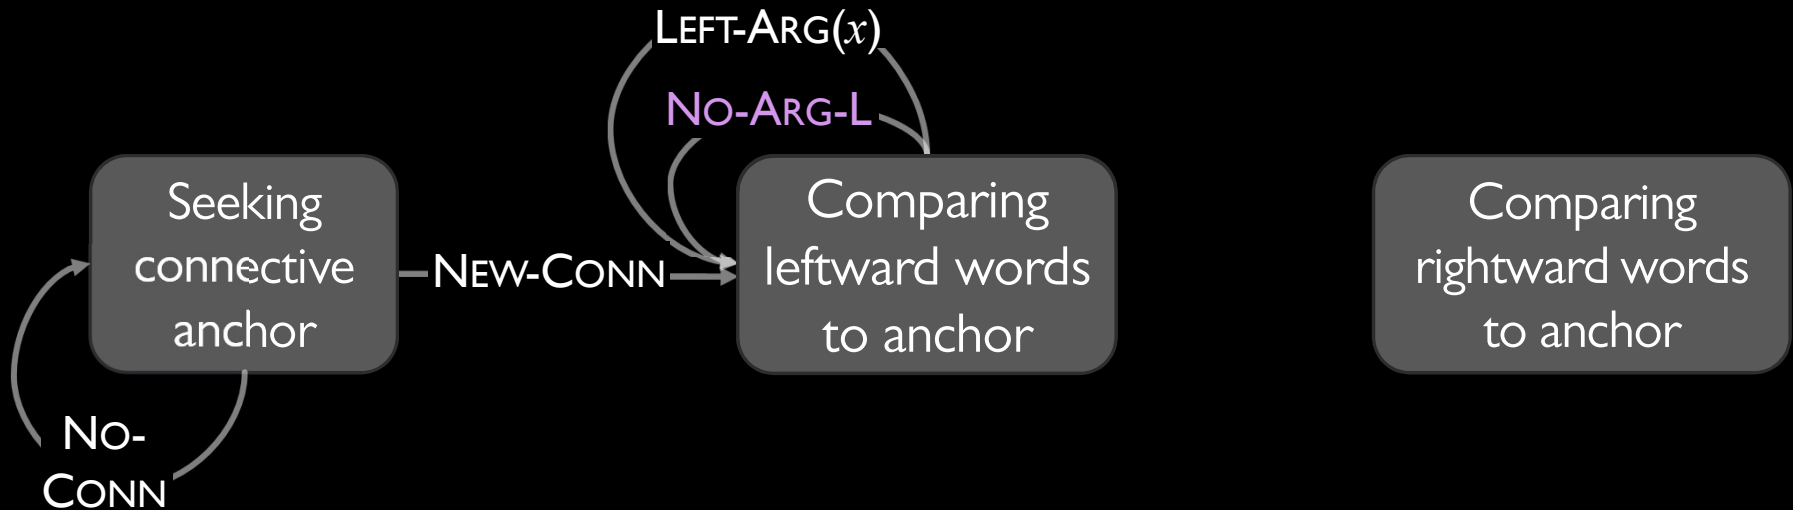 LEFT-ARG(x)
NO-ARG-L
Seeking
connective
anchor
NEW-CONN
Comparing
leftward words
to anchor
Comparing
rightward words
to anchor
NO-
CONN